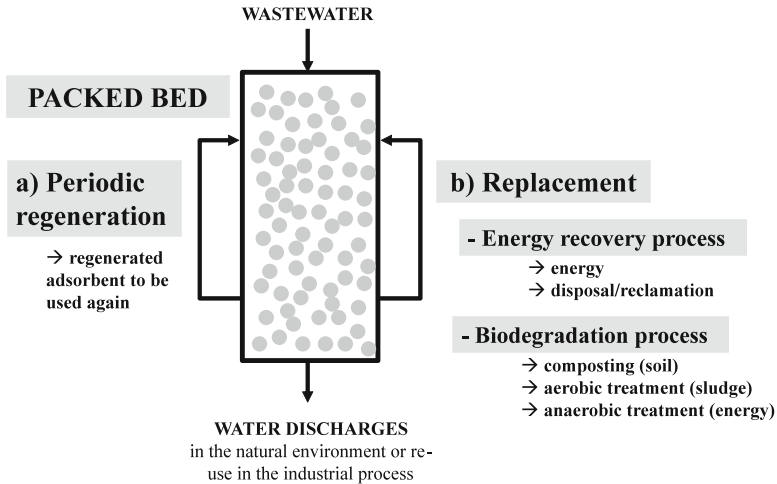 WASTEWATER
PACKED BED
a) Periodic
regeneration
→ regenerated
adsorbent to be
used again
b) Replacement
- Energy recovery process
→ energy
→ disposal/reclamation
- Biodegradation process
→ composting (soil)
→ aerobic treatment (sludge)
→ anaerobic treatment (energy)
WATER DISCHARGES
in the natural environment or re-
use in the industrial process